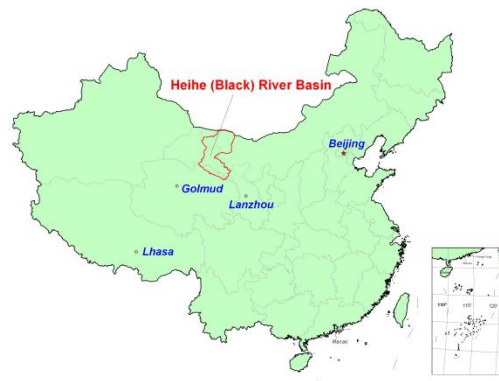 Heihe (Black) River Basin
Beijing
Golmud
Lanzhou
Lhasa
Macao